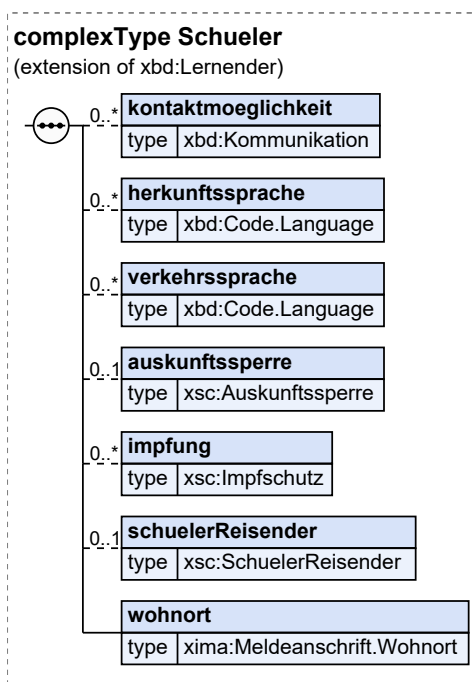 complexType Schueler
(extension of xbd:Lernender)
0..* kontaktmoeglichkeit
type xbd:Kommunikation
0..* herkunftssprache
type xbd:Code.Language
0..* verkehrssprache
type xbd:Code.Language
0..1 auskunftssperre
type xsc:Auskunftssperre
0..* impfung
type xsc:Impfschutz
0..1 schuelerReisender
type xsc:SchuelerReisender
wohnort
type xima:Meldeanschrift.Wohnort